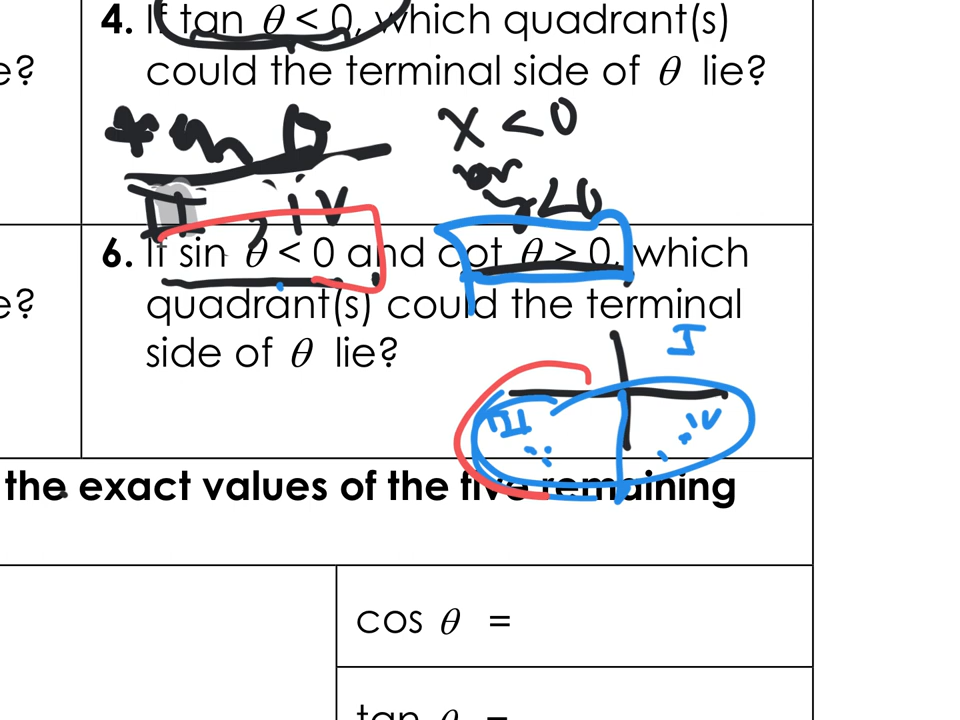 4. If tan θ < 0, which quadrant(s)
e?
could the terminal side of θ lie?
x < 0
or
y < 0
II , IV
6. If sin θ < 0 and cot θ > 0, which
e?
quadrant(s) could the terminal
side of θ lie?
I
IV
the exact values of the five remaining
cos θ =
tan θ =